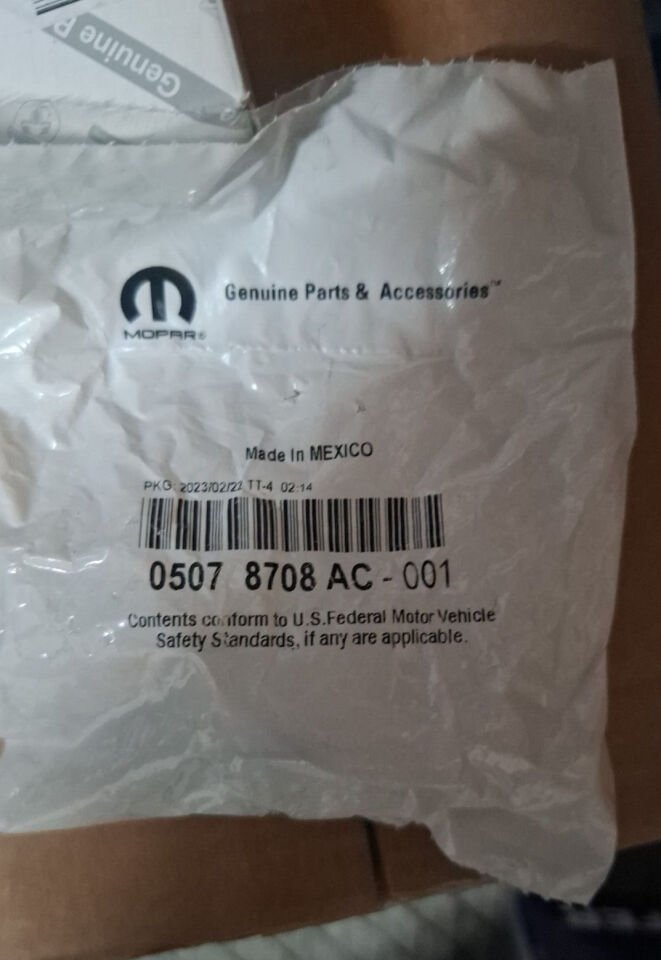 Genuine P
MOPAR®
Genuine Parts & Accessories™
Made In MEXICO
PKG: 2023/02/22 TT-4 02:14
0507 8708 AC - 001
Contents conform to U.S.Federal Motor Vehicle
Safety Standards, if any are applicable.